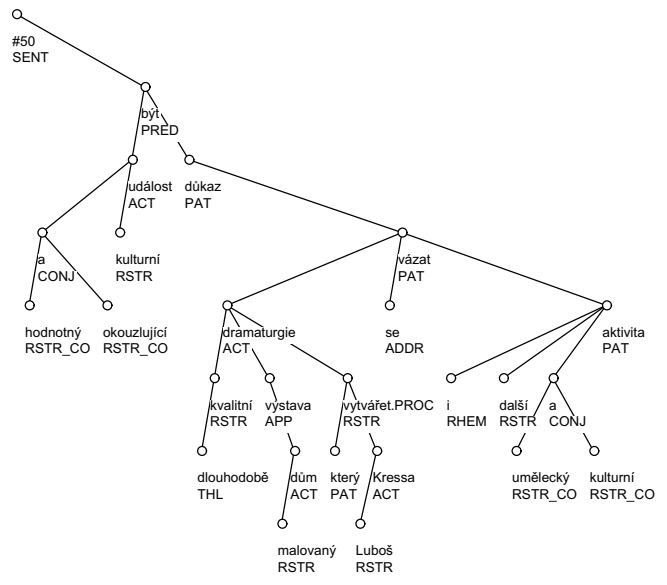 #50
SENT
být
PRED
událost
ACT
důkaz
PAT
a
CONJ
kulturní
RSTR
vázat
PAT
hodnotný
RSTR_CO
okouzlující
RSTR_CO
dramaturgie
ACT
se
ADDR
aktivita
PAT
kvalitní
RSTR
výstava
APP
vytvářet.PROC
RSTR
i
RHEM
další
RSTR
a
CONJ
dlouhodobě
THL
dům
ACT
který
PAT
Kressa
ACT
umělecký
RSTR_CO
kulturní
RSTR_CO
malovaný
RSTR
Luboš
RSTR